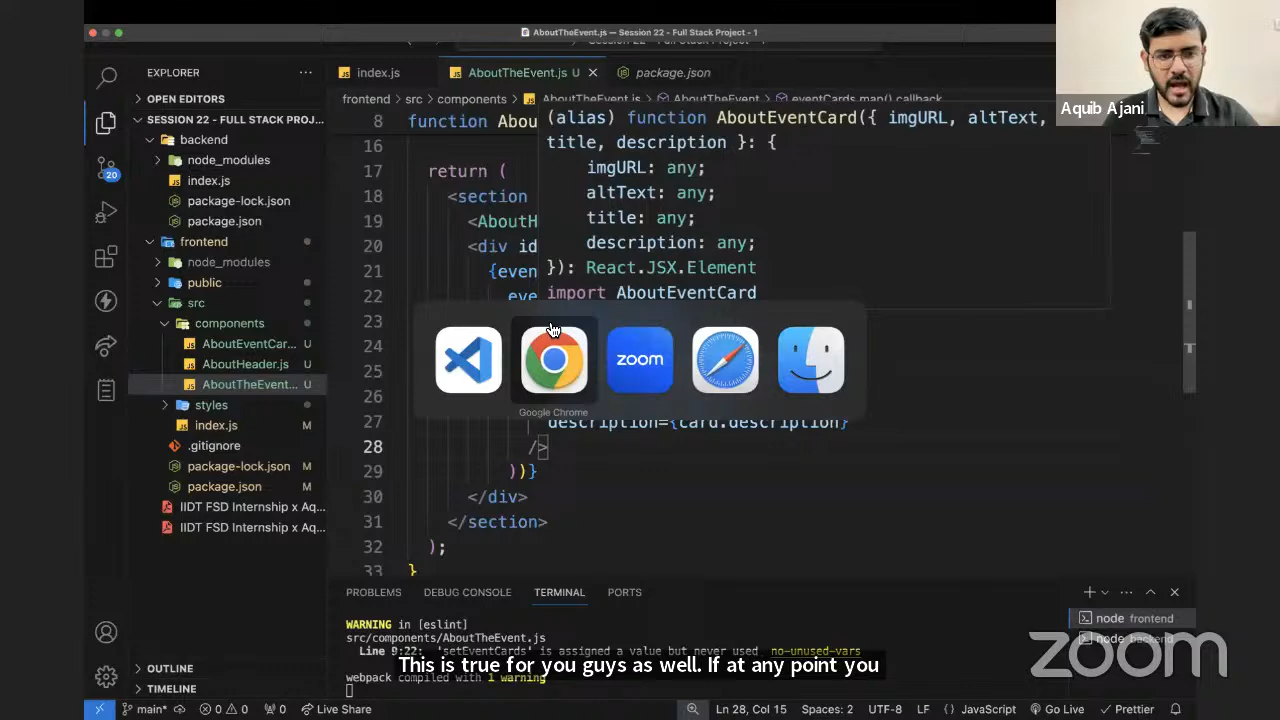 AboutTheEvent.js — Session 22 - Full Stack Project - 1
Aquib Ajani
EXPLORER
OPEN EDITORS
SESSION 22 - FULL STACK PROJ...
backend
node_modules
index.js
package-lock.json
package.json
frontend
node_modules
public
src
components
AboutEventCar... U
AboutHeader.js U
AboutTheEvent... U
styles
index.js M
.gitignore
package-lock.json M
package.json M
IIDT FSD Internship x Aq...
IIDT FSD Internship x Aq...
OUTLINE
TIMELINE
20
index.js
AboutTheEvent.js U
package.json
frontend > src > components > AboutTheEvent.js > AboutTheEvent > eventCards.map() callback
8 function Abou
(alias) function AboutEventCard({ imgURL, altText,
title, description }: {
imgURL: any;
altText: any;
title: any;
description: any;
}): React.JSX.Element
import AboutEventCard
16
17 return (
18 <section
19 <AboutH
20 <div id
21 {even
22 eve
23
24
25
26
27 description={card.description}
28 />
29 ))}
30 </div>
31 </section>
32 );
33 }
zoom
Google Chrome
PROBLEMS DEBUG CONSOLE TERMINAL PORTS
WARNING in [eslint]
src/components/AboutTheEvent.js
Line 9:22: 'setEventCards' is assigned a value but never used no-unused-vars
webpack compiled with 1 warning
node frontend
node backend
This is true for you guys as well. If at any point you
zoom
main* 0 0 0 Live Share
Ln 28, Col 15 Spaces: 2 UTF-8 LF {} JavaScript Go Live Prettier